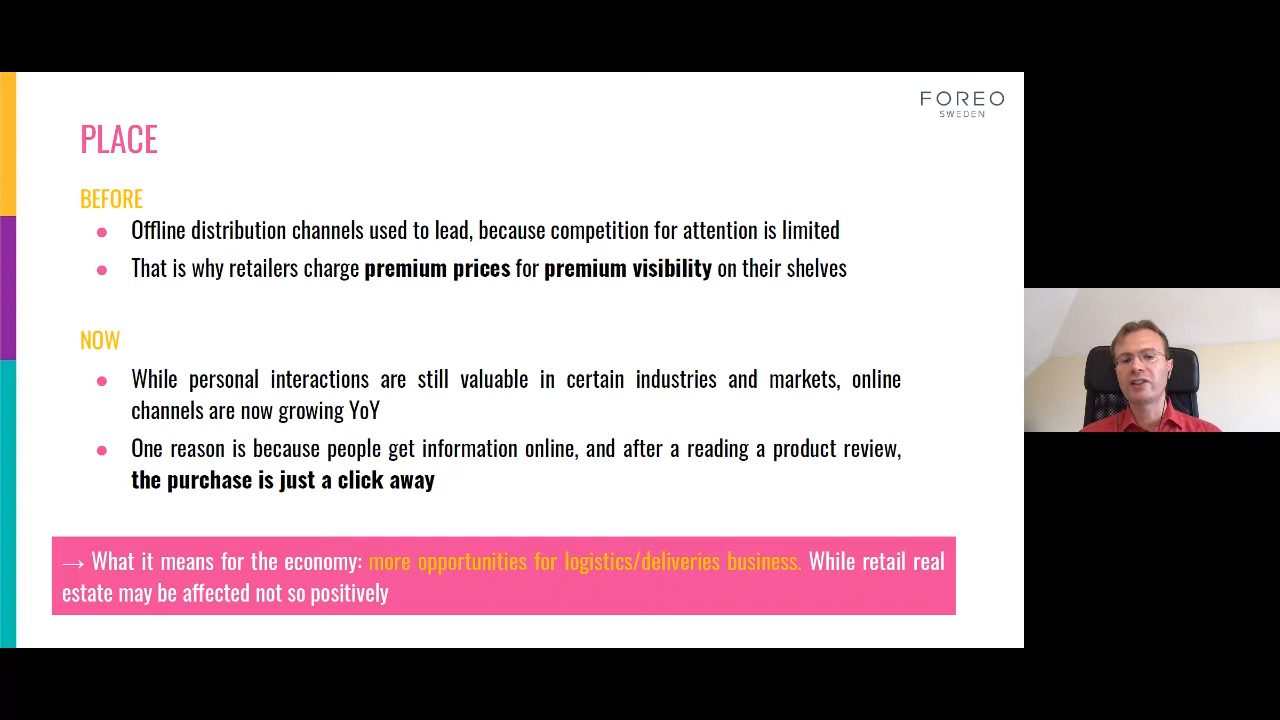 FOREO
SWEDEN
PLACE
BEFORE
● Offline distribution channels used to lead, because competition for attention is limited
● That is why retailers charge premium prices for premium visibility on their shelves
NOW
● While personal interactions are still valuable in certain industries and markets, online
channels are now growing YoY
● One reason is because people get information online, and after a reading a product review,
the purchase is just a click away
→ What it means for the economy: more opportunities for logistics/deliveries business. While retail real
estate may be affected not so positively